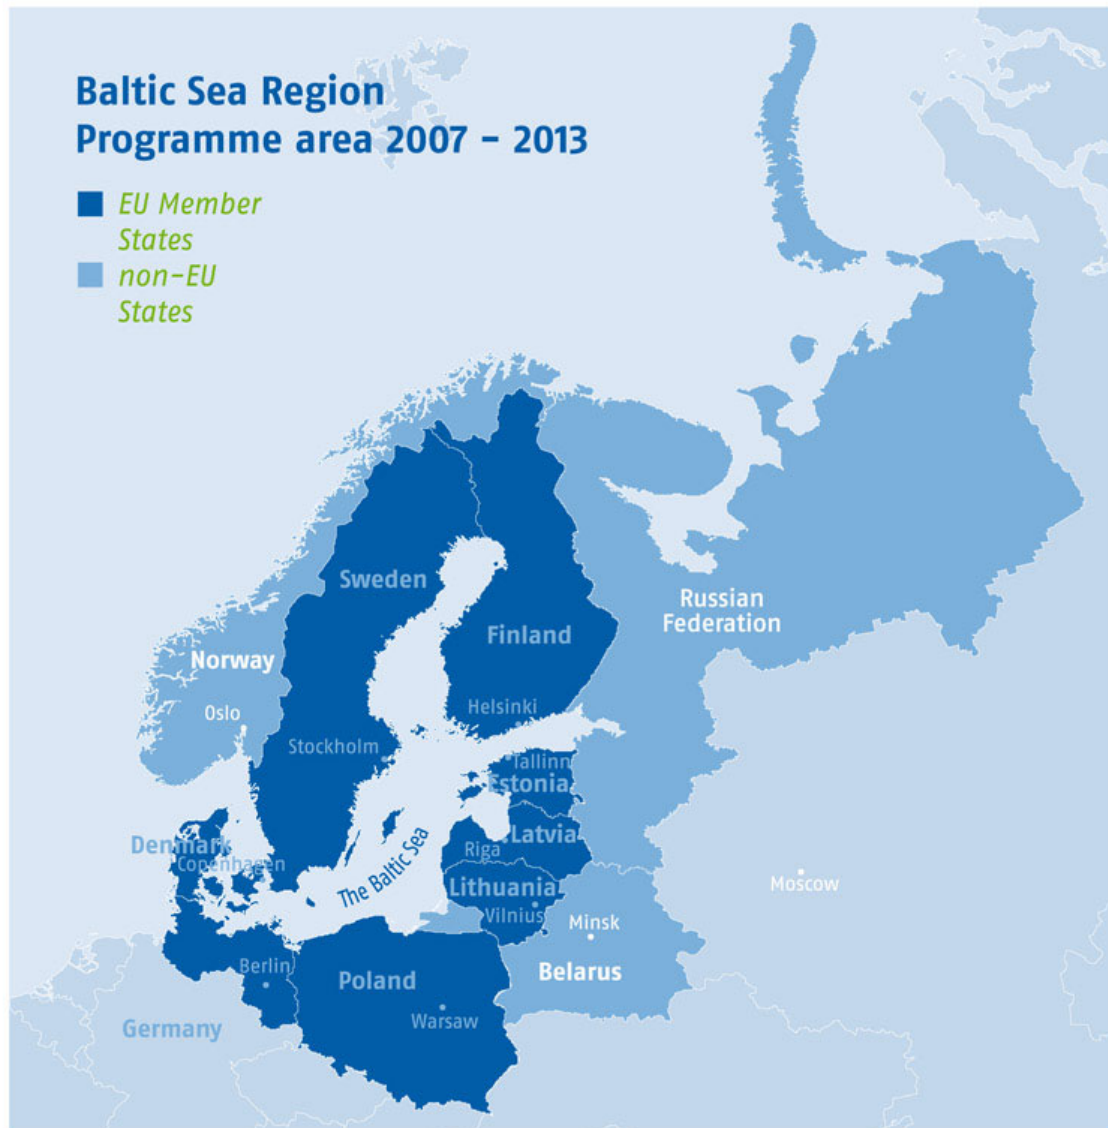 Baltic Sea Region
Programme area 2007 - 2013
EU Member
States
non-EU
States
Sweden
Finland
Russian
Federation
Norway
Oslo
Helsinki
Stockholm
Tallinn
Estonia
Denmark
Copenhagen
The Baltic Sea
Latvia
Riga
Lithuania
Vilnius
Moscow
Minsk
Belarus
Berlin
Poland
Warsaw
Germany